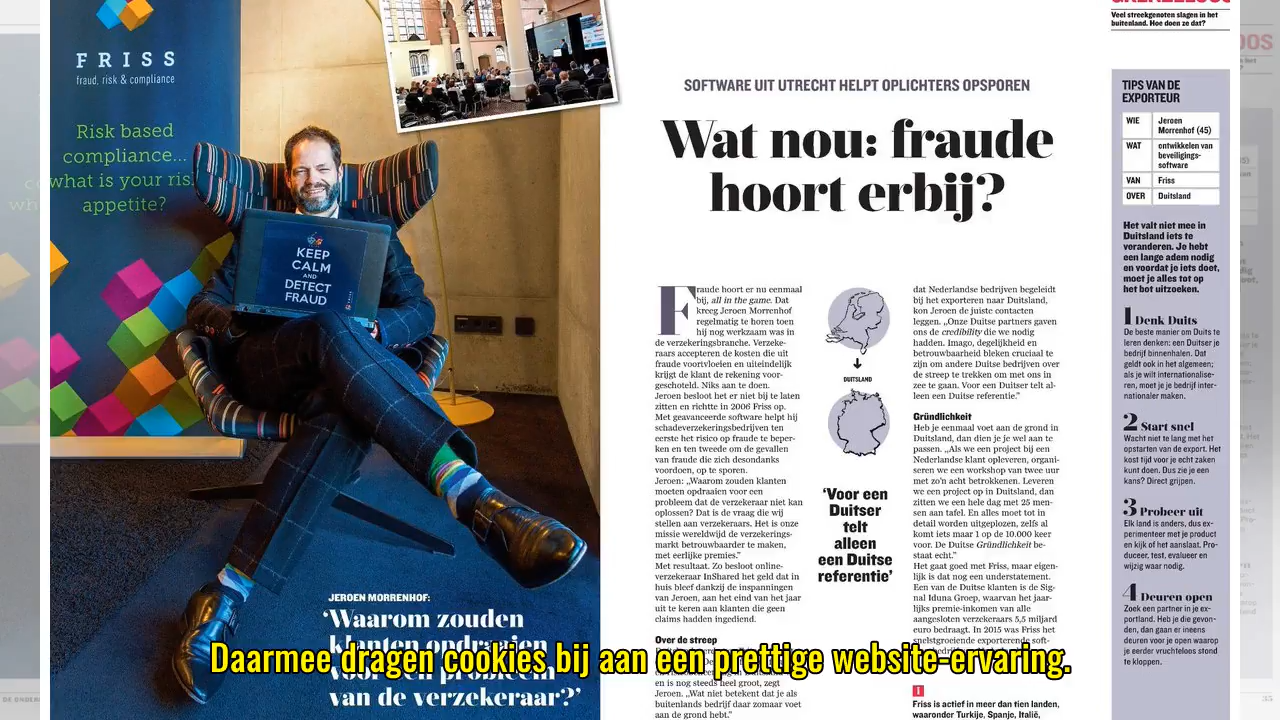 FRISS
fraud, risk & compliance
Risk based
compliance...
what is your risk
appetite?
KEEP
CALM
AND
DETECT
FRAUD
JEROEN MORRENHOF:
‘Waarom zouden
klanten opdraaien
voor een probleem
van de verzekeraar?’
SOFTWARE UIT UTRECHT HELPT OPLICHTERS OPSPOREN
Wat nou: fraude
hoort erbij?
Fraude hoort er nu eenmaal
bij, all in the game. Dat
kreeg Jeroen Morrenhof
regelmatig te horen toen
hij nog werkzaam was in
de verzekeringsbranche. Verzeke-
raars accepteren de kosten die uit
fraude voortvloeien en uiteindelijk
krijgt de klant de rekening voor-
geschoteld. Niks aan te doen.
Jeroen besloot het er niet bij te laten
zitten en richtte in 2006 Friss op.
Met geavanceerde software helpt hij
schadeverzekeringsbedrijven ten
eerste het risico op fraude te beper-
ken en ten tweede om de gevallen
van fraude die zich desondanks
voordoen, op te sporen.
Jeroen: „Waarom zouden klanten
moeten opdraaien voor een
probleem dat de verzekeraar niet kan
oplossen? Dat is de vraag die wij
stellen aan verzekeraars. Het is onze
missie wereldwijd de verzekerings-
markt betrouwbaarder te maken,
met eerlijke premies.”
Met resultaat. Zo besloot online-
verzekeraar InShared het geld dat in
huis bleef dankzij de inspanningen
van Jeroen, aan het eind van het jaar
uit te keren aan klanten die geen
claims hadden ingediend.
Over de streep
en is nog steeds heel groot, zegt
Jeroen. „Wat niet betekent dat je als
buitenlands bedrijf daar zomaar voet
aan de grond hebt.”
DUITSLAND
‘Voor een
Duitser
telt
alleen
een Duitse
referentie’
dat Nederlandse bedrijven begeleidt
bij het exporteren naar Duitsland,
kon Jeroen de juiste contacten
leggen. „Onze Duitse partners gaven
ons de credibility die we nodig
hadden. Imago, degelijkheid en
betrouwbaarheid bleken cruciaal te
zijn om andere Duitse bedrijven over
de streep te trekken om met ons in
zee te gaan. Voor een Duitser telt al-
leen een Duitse referentie.”
Gründlichkeit
Heb je eenmaal voet aan de grond in
Duitsland, dan dien je je wel aan te
passen. „Als we een project bij een
Nederlandse klant opleveren, organi-
seren we een workshop van twee uur
met zo’n acht betrokkenen. Leveren
we een project op in Duitsland, dan
zitten we een hele dag met 25 men-
sen aan tafel. En alles moet tot in
detail worden uitgeplozen, zelfs al
komt iets maar 1 op de 10.000 keer
voor. De Duitse Gründlichkeit be-
staat echt.”
Het gaat goed met Friss, maar eigen-
lijk is dat nog een understatement.
Een van de Duitse klanten is de Sig-
nal Iduna Groep, waarvan het jaar-
lijks premie-inkomen van alle
aangesloten verzekeraars 5,5 miljard
euro bedraagt. In 2015 was Friss het
snelstgroeiende exporterende soft-
i
Friss is actief in meer dan tien landen,
waaronder Turkije, Spanje, Italië,
Veel streekgenoten slagen in het
buitenland. Hoe doen ze dat?
TIPS VAN DE
EXPORTEUR
WIE Jeroen
Morrenhof (45)
WAT ontwikkelen van
beveiligings-
software
VAN Friss
OVER Duitsland
Het valt niet mee in
Duitsland iets te
veranderen. Je hebt
een lange adem nodig
en voordat je iets doet,
moet je alles tot op
het bot uitzoeken.
1 Denk Duits
De beste manier om Duits te
leren denken: een Duitser je
bedrijf binnenhalen. Dat
geldt ook in het algemeen;
als je wilt internationalise-
ren, moet je je bedrijf inter-
nationaler maken.
2 Start snel
Wacht niet te lang met het
opstarten van de export. Het
kost tijd voor je echt zaken
kunt doen. Dus zie je een
kans? Direct grijpen.
3 Probeer uit
Elk land is anders, dus ex-
perimenteer met je product
en kijk of het aanslaat. Pro-
duceer, test, evalueer en
wijzig waar nodig.
4 Deuren open
Zoek een partner in je ex-
portland. Heb je die gevon-
den, dan gaan er ineens
deuren voor je open waarop
je eerder vruchteloos stond
te kloppen.
Daarmee dragen cookies bij aan een prettige website-ervaring.